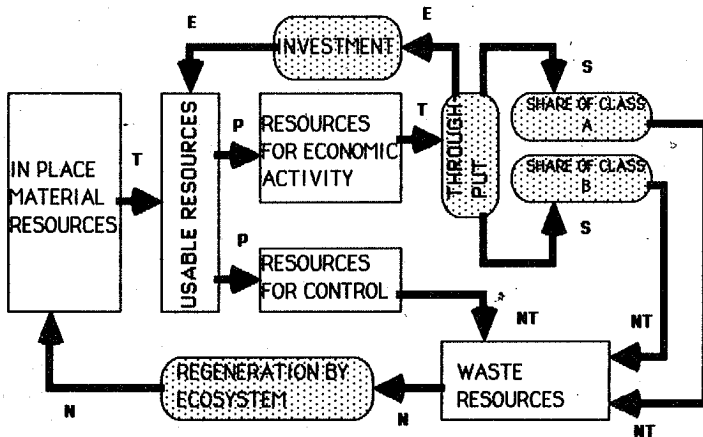 E
INVESTMENT
E
S
IN PLACE
MATERIAL
RESOURCES
T
USABLE RESOURCES
P
RESOURCES
FOR ECONOMIC
ACTIVITY
T
THROUGH-
PUT
SHARE OF CLASS
A
SHARE OF CLASS
B
S
P
RESOURCES
FOR CONTROL
NT
NT
REGENERATION BY
ECOSYSTEM
N
N
WASTE
RESOURCES
NT